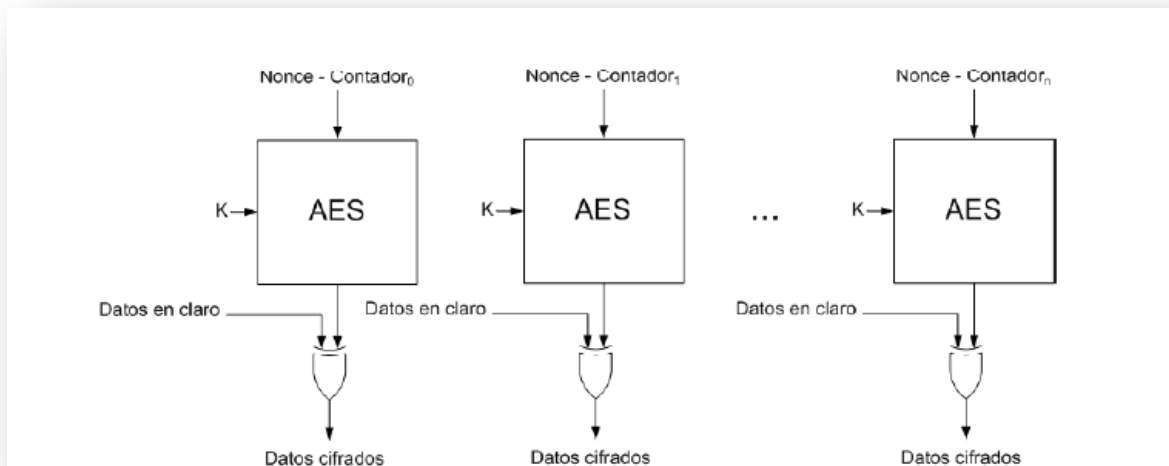 Nonce - Contador₀ Nonce - Contador₁ Nonce - Contadorₙ
K AES K AES ... K AES
Datos en claro Datos en claro Datos en claro
Datos cifrados Datos cifrados Datos cifrados